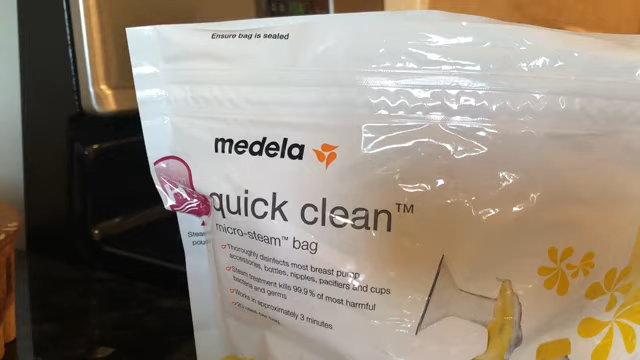 Ensure bag is sealed
medela
quick clean™
micro-steam™ bag
Thoroughly disinfects most breast pump
accessories, bottles, nipples, pacifiers and cups
Steam treatment kills 99.9% of most harmful
bacteria and germs
Works in approximately 3 minutes